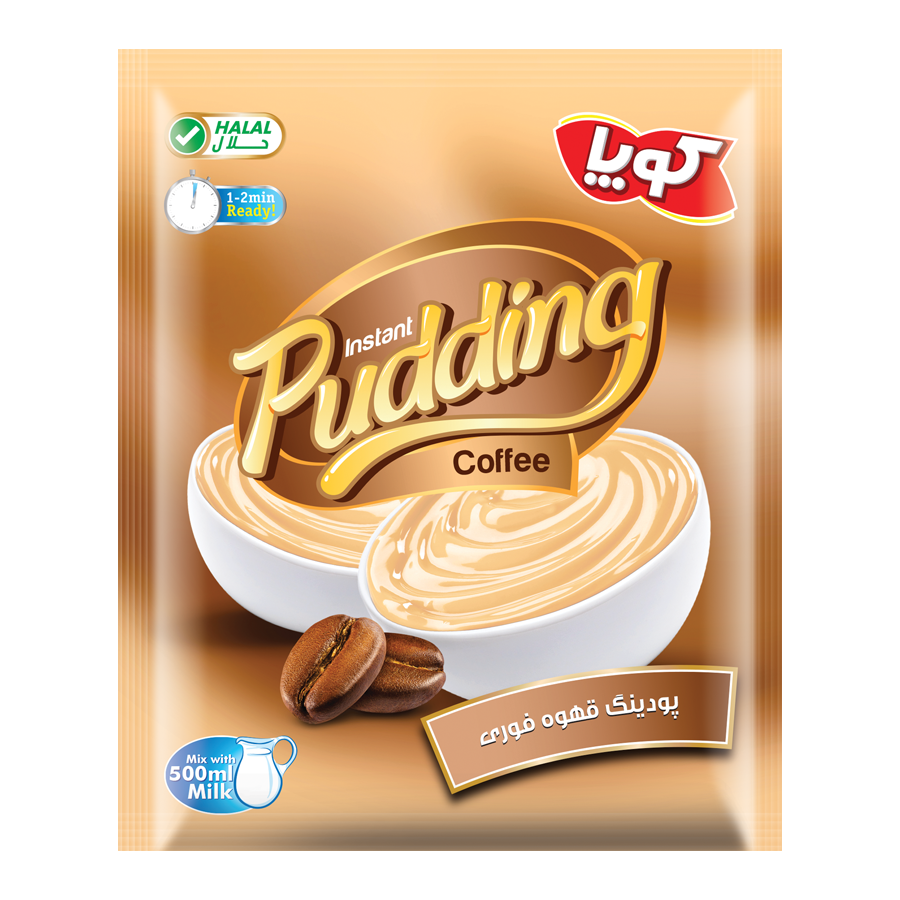 HALAL
حلال
کوپا
1-2min
Ready!
Instant
Pudding
Coffee
پودینگ قهوه فوری
Mix with
500ml
Milk